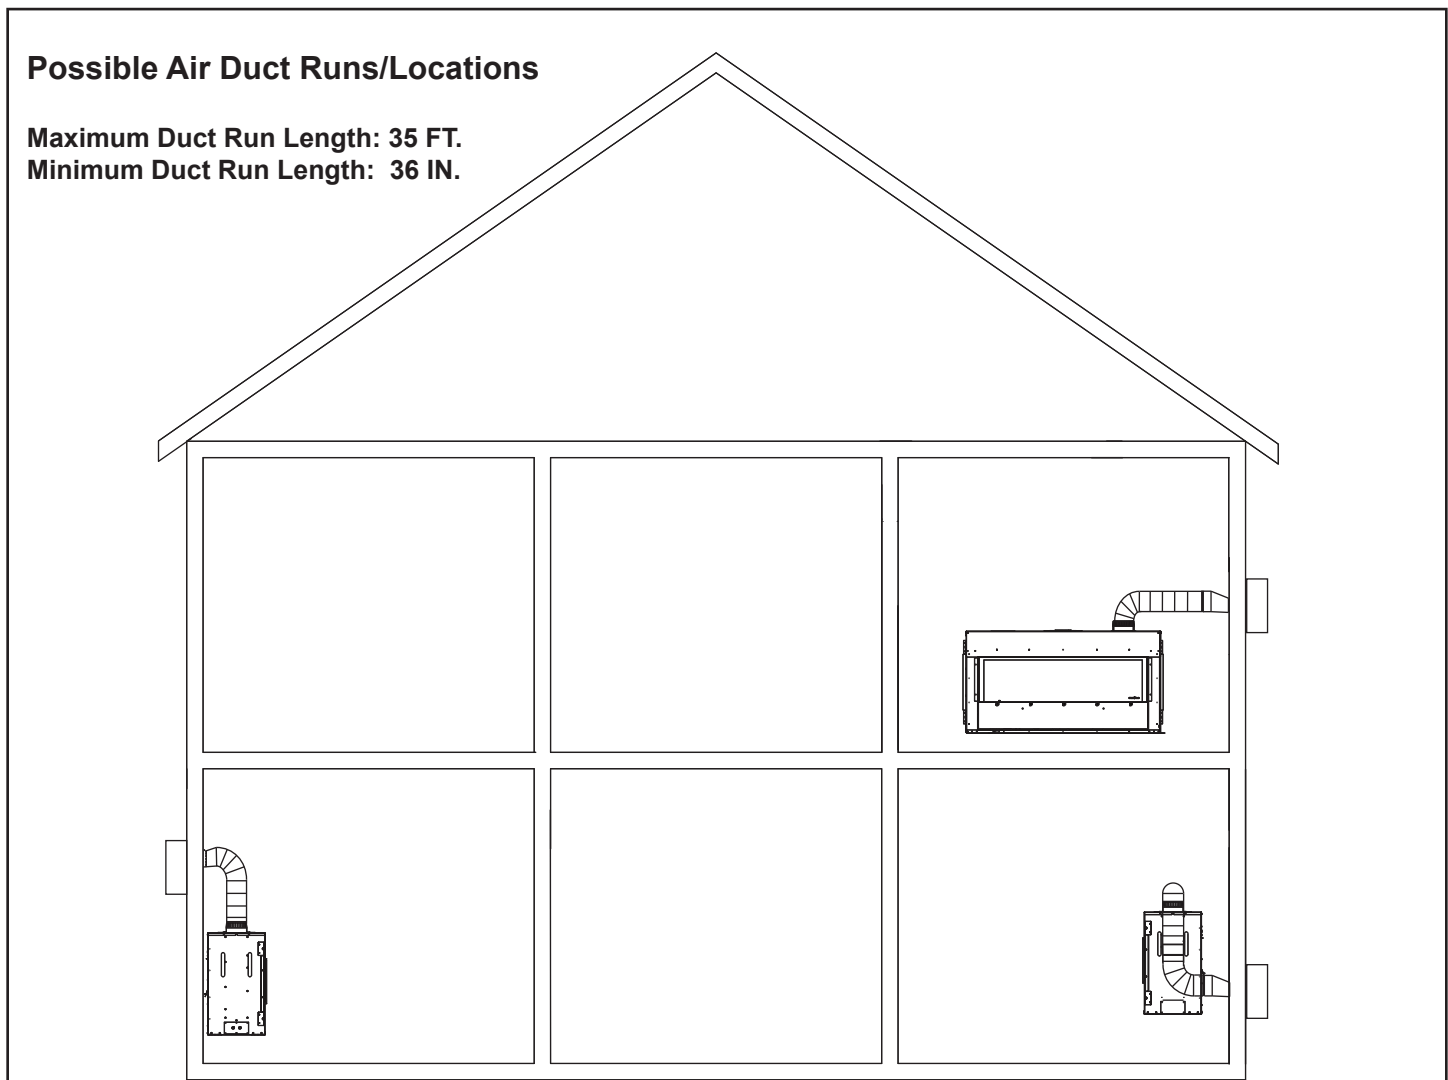 Possible Air Duct Runs/Locations
Maximum Duct Run Length: 35 FT.
Minimum Duct Run Length:  36 IN.